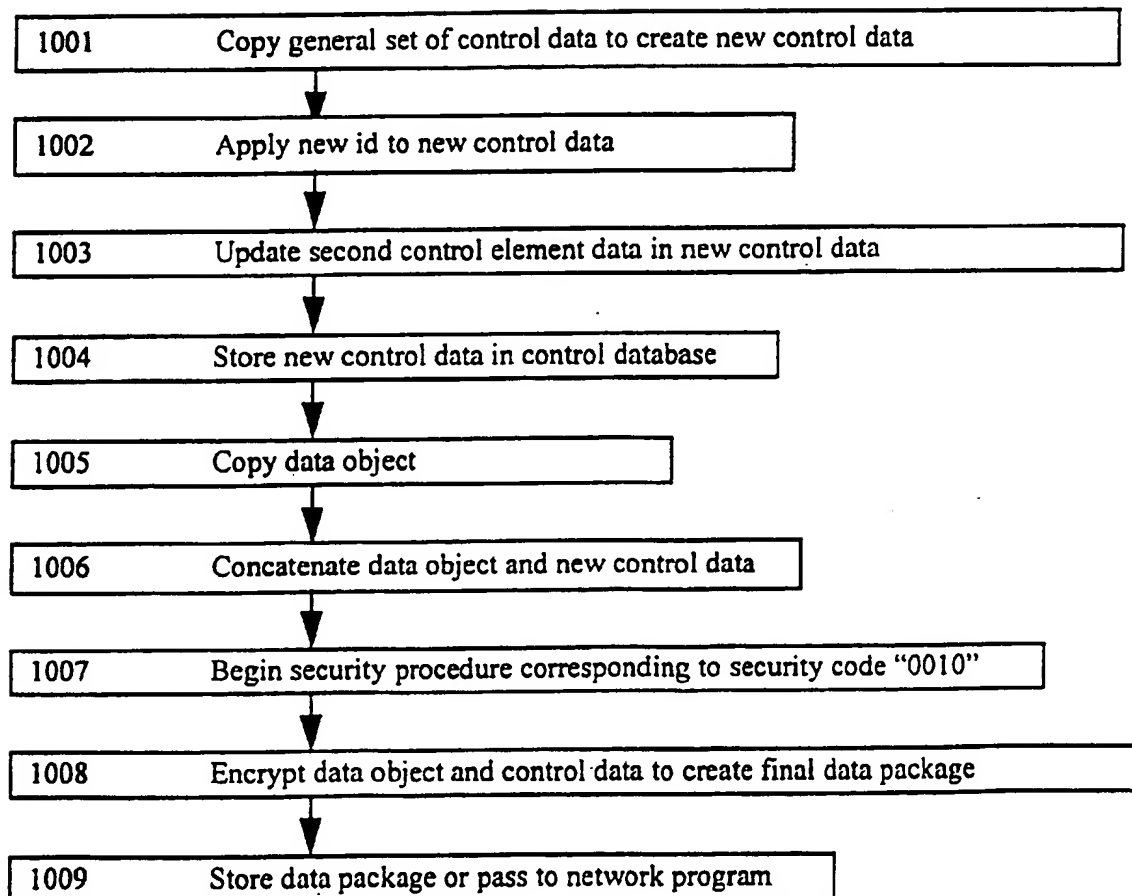 1001 Copy general set of control data to create new control data
1002 Apply new id to new control data
1003 Update second control element data in new control data
1004 Store new control data in control database
1005 Copy data object
1006 Concatenate data object and new control data
1007 Begin security procedure corresponding to security code “0010”
1008 Encrypt data object and control data to create final data package
1009 Store data package or pass to network program